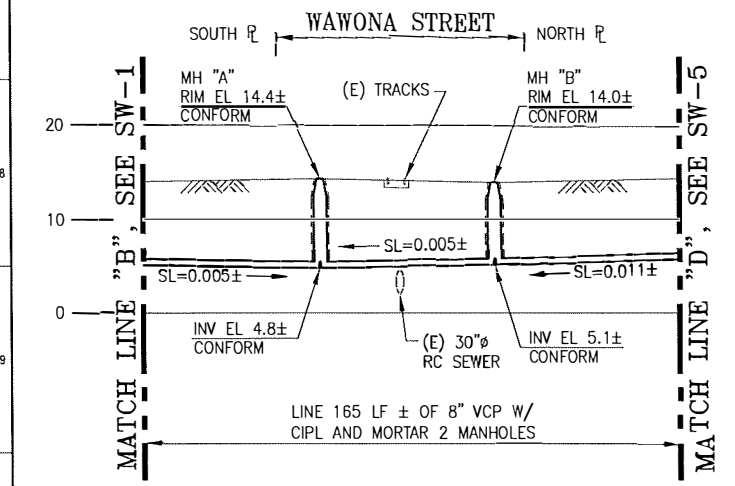 WAWONA STREET
SOUTH ℙL
NORTH ℙL
MH "A"
RIM EL 14.4±
CONFORM
(E) TRACKS
MH "B"
RIM EL 14.0±
CONFORM
20
10
0
8
9
SL=0.005±
SL=0.005±
SL=0.011±
INV EL 4.8±
CONFORM
(E) 30"ø
RC SEWER
INV EL 5.1±
CONFORM
LINE 165 LF ± OF 8" VCP W/
CIPL AND MORTAR 2 MANHOLES
MATCH LINE "B", SEE SW-1
MATCH LINE "D", SEE SW-5